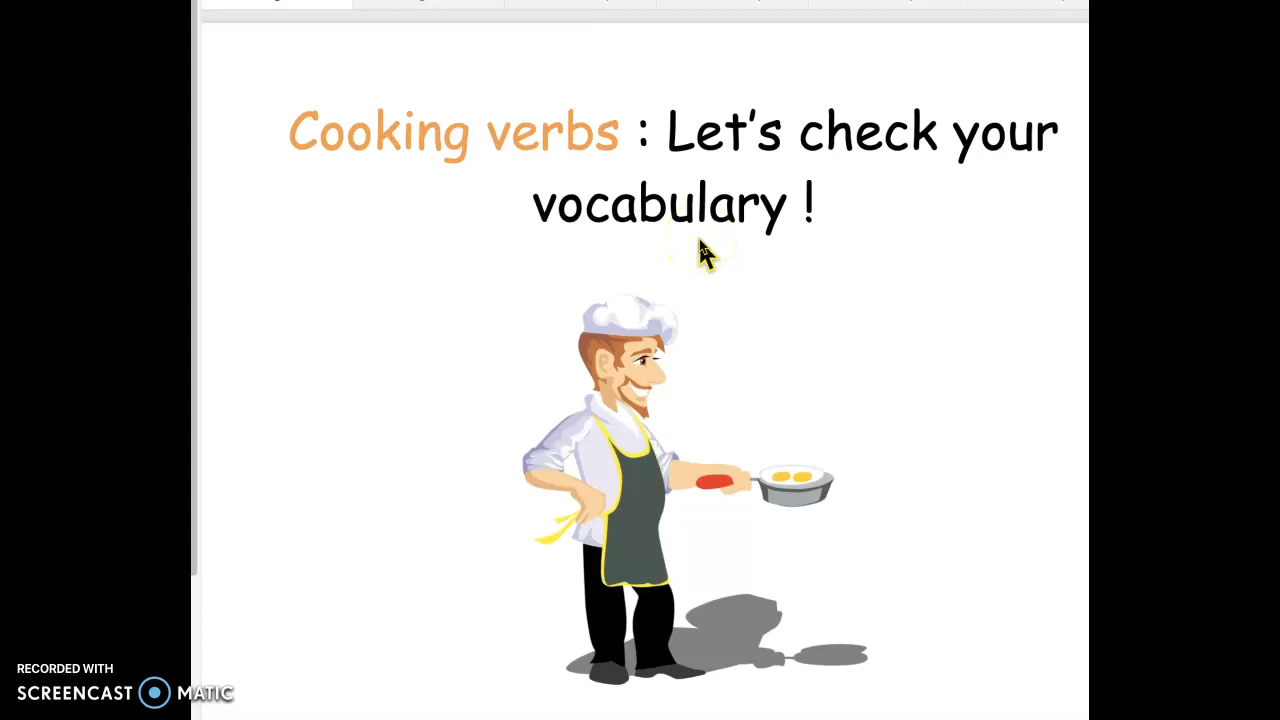 Cooking verbs : Let's check your
vocabulary !
RECORDED WITH
SCREENCAST MATIC